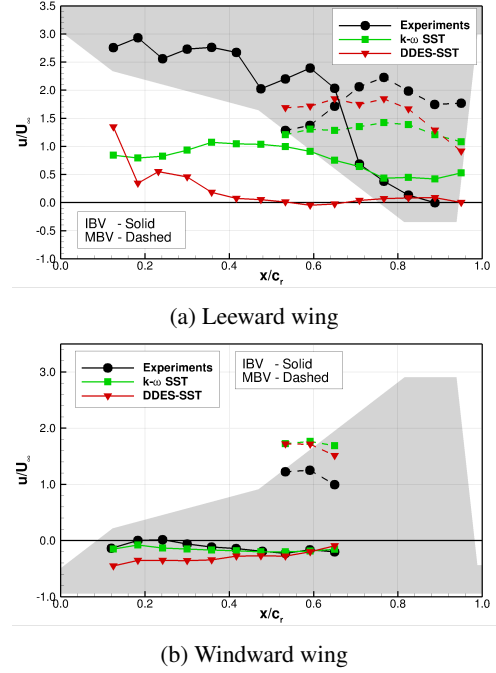 3.5
3.0
2.5
2.0
1.5
1.0
0.5
0.0
-0.5
-1.0
u/U∞
Experiments
k-ω SST
DDES-SST
IBV - Solid
MBV - Dashed
0.0 0.2 0.4 0.6 0.8 1.0
x/cr
(a) Leeward wing
3.0
2.0
1.0
0.0
-1.0
u/U∞
Experiments
k-ω SST
DDES-SST
IBV - Solid
MBV - Dashed
0.0 0.2 0.4 0.6 0.8 1.0
x/cr
(b) Windward wing